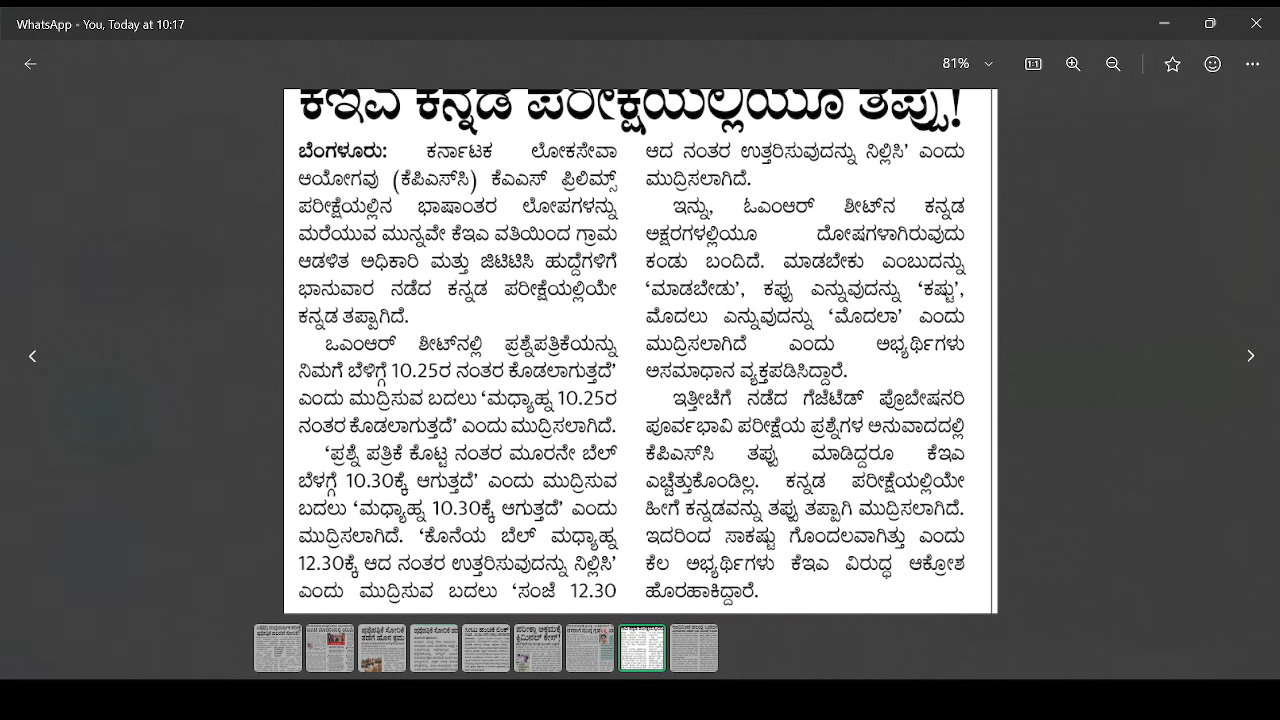 WhatsApp - You, Today at 10:17
81%
ಕೆಇಎ ಕನ್ನಡ ಪರೀಕ್ಷೆಯಲ್ಲಿಯೂ ತಪ್ಪು!
ಬೆಂಗಳೂರು: ಕರ್ನಾಟಕ ಲೋಕಸೇವಾ
ಆಯೋಗವು (ಕೆಪಿಎಸ್‌ಸಿ) ಕೆಎಎಸ್ ಪ್ರಿಲಿಮ್ಸ್
ಪರೀಕ್ಷೆಯಲ್ಲಿನ ಭಾಷಾಂತರ ಲೋಪಗಳನ್ನು
ಮರೆಯುವ ಮುನ್ನವೇ ಕೆಇಎ ವತಿಯಿಂದ ಗ್ರಾಮ
ಆಡಳಿತ ಅಧಿಕಾರಿ ಮತ್ತು ಜಿಟಿಟಿಸಿ ಹುದ್ದೆಗಳಿಗೆ
ಭಾನುವಾರ ನಡೆದ ಕನ್ನಡ ಪರೀಕ್ಷೆಯಲ್ಲಿಯೇ
ಕನ್ನಡ ತಪ್ಪಾಗಿದೆ.
ಒಎಂಆರ್ ಶೀಟ್‌ನಲ್ಲಿ ಪ್ರಶ್ನೆಪತ್ರಿಕೆಯನ್ನು
ನಿಮಗೆ ಬೆಳಿಗ್ಗೆ 10.25ರ ನಂತರ ಕೊಡಲಾಗುತ್ತದೆ’
ಎಂದು ಮುದ್ರಿಸುವ ಬದಲು ‘ಮಧ್ಯಾಹ್ನ 10.25ರ
ನಂತರ ಕೊಡಲಾಗುತ್ತದೆ’ ಎಂದು ಮುದ್ರಿಸಲಾಗಿದೆ.
‘ಪ್ರಶ್ನೆ ಪತ್ರಿಕೆ ಕೊಟ್ಟ ನಂತರ ಮೂರನೇ ಬೆಲ್
ಬೆಳಗ್ಗೆ 10.30ಕ್ಕೆ ಆಗುತ್ತದೆ’ ಎಂದು ಮುದ್ರಿಸುವ
ಬದಲು ‘ಮಧ್ಯಾಹ್ನ 10.30ಕ್ಕೆ ಆಗುತ್ತದೆ’ ಎಂದು
ಮುದ್ರಿಸಲಾಗಿದೆ. ‘ಕೊನೆಯ ಬೆಲ್ ಮಧ್ಯಾಹ್ನ
12.30ಕ್ಕೆ ಆದ ನಂತರ ಉತ್ತರಿಸುವುದನ್ನು ನಿಲ್ಲಿಸಿ’
ಎಂದು ಮುದ್ರಿಸುವ ಬದಲು ‘ಸಂಜೆ 12.30
ಆದ ನಂತರ ಉತ್ತರಿಸುವುದನ್ನು ನಿಲ್ಲಿಸಿ’ ಎಂದು
ಮುದ್ರಿಸಲಾಗಿದೆ.
ಇನ್ನು, ಓಎಂಆರ್ ಶೀಟ್‌ನ ಕನ್ನಡ
ಅಕ್ಷರಗಳಲ್ಲಿಯೂ ದೋಷಗಳಾಗಿರುವುದು
ಕಂಡು ಬಂದಿದೆ. ಮಾಡಬೇಕು ಎಂಬುದನ್ನು
‘ಮಾಡಬೇಡು’, ಕಪ್ಪು ಎನ್ನುವುದನ್ನು ‘ಕಷ್ಟು’,
ಮೊದಲು ಎನ್ನುವುದನ್ನು ‘ಮೊದಲಾ’ ಎಂದು
ಮುದ್ರಿಸಲಾಗಿದೆ ಎಂದು ಅಭ್ಯರ್ಥಿಗಳು
ಅಸಮಾಧಾನ ವ್ಯಕ್ತಪಡಿಸಿದ್ದಾರೆ.
ಇತ್ತೀಚೆಗೆ ನಡೆದ ಗೆಜೆಟೆಡ್ ಪ್ರೊಬೇಷನರಿ
ಪೂರ್ವಭಾವಿ ಪರೀಕ್ಷೆಯ ಪ್ರಶ್ನೆಗಳ ಅನುವಾದದಲ್ಲಿ
ಕೆಪಿಎಸ್‌ಸಿ ತಪ್ಪು ಮಾಡಿದ್ದರೂ ಕೆಇಎ
ಎಚ್ಚೆತ್ತುಕೊಂಡಿಲ್ಲ. ಕನ್ನಡ ಪರೀಕ್ಷೆಯಲ್ಲಿಯೇ
ಹೀಗೆ ಕನ್ನಡವನ್ನು ತಪ್ಪು ತಪ್ಪಾಗಿ ಮುದ್ರಿಸಲಾಗಿದೆ.
ಇದರಿಂದ ಸಾಕಷ್ಟು ಗೊಂದಲವಾಗಿತ್ತು ಎಂದು
ಕೆಲ ಅಭ್ಯರ್ಥಿಗಳು ಕೆಇಎ ವಿರುದ್ಧ ಆಕ್ರೋಶ
ಹೊರಹಾಕಿದ್ದಾರೆ.